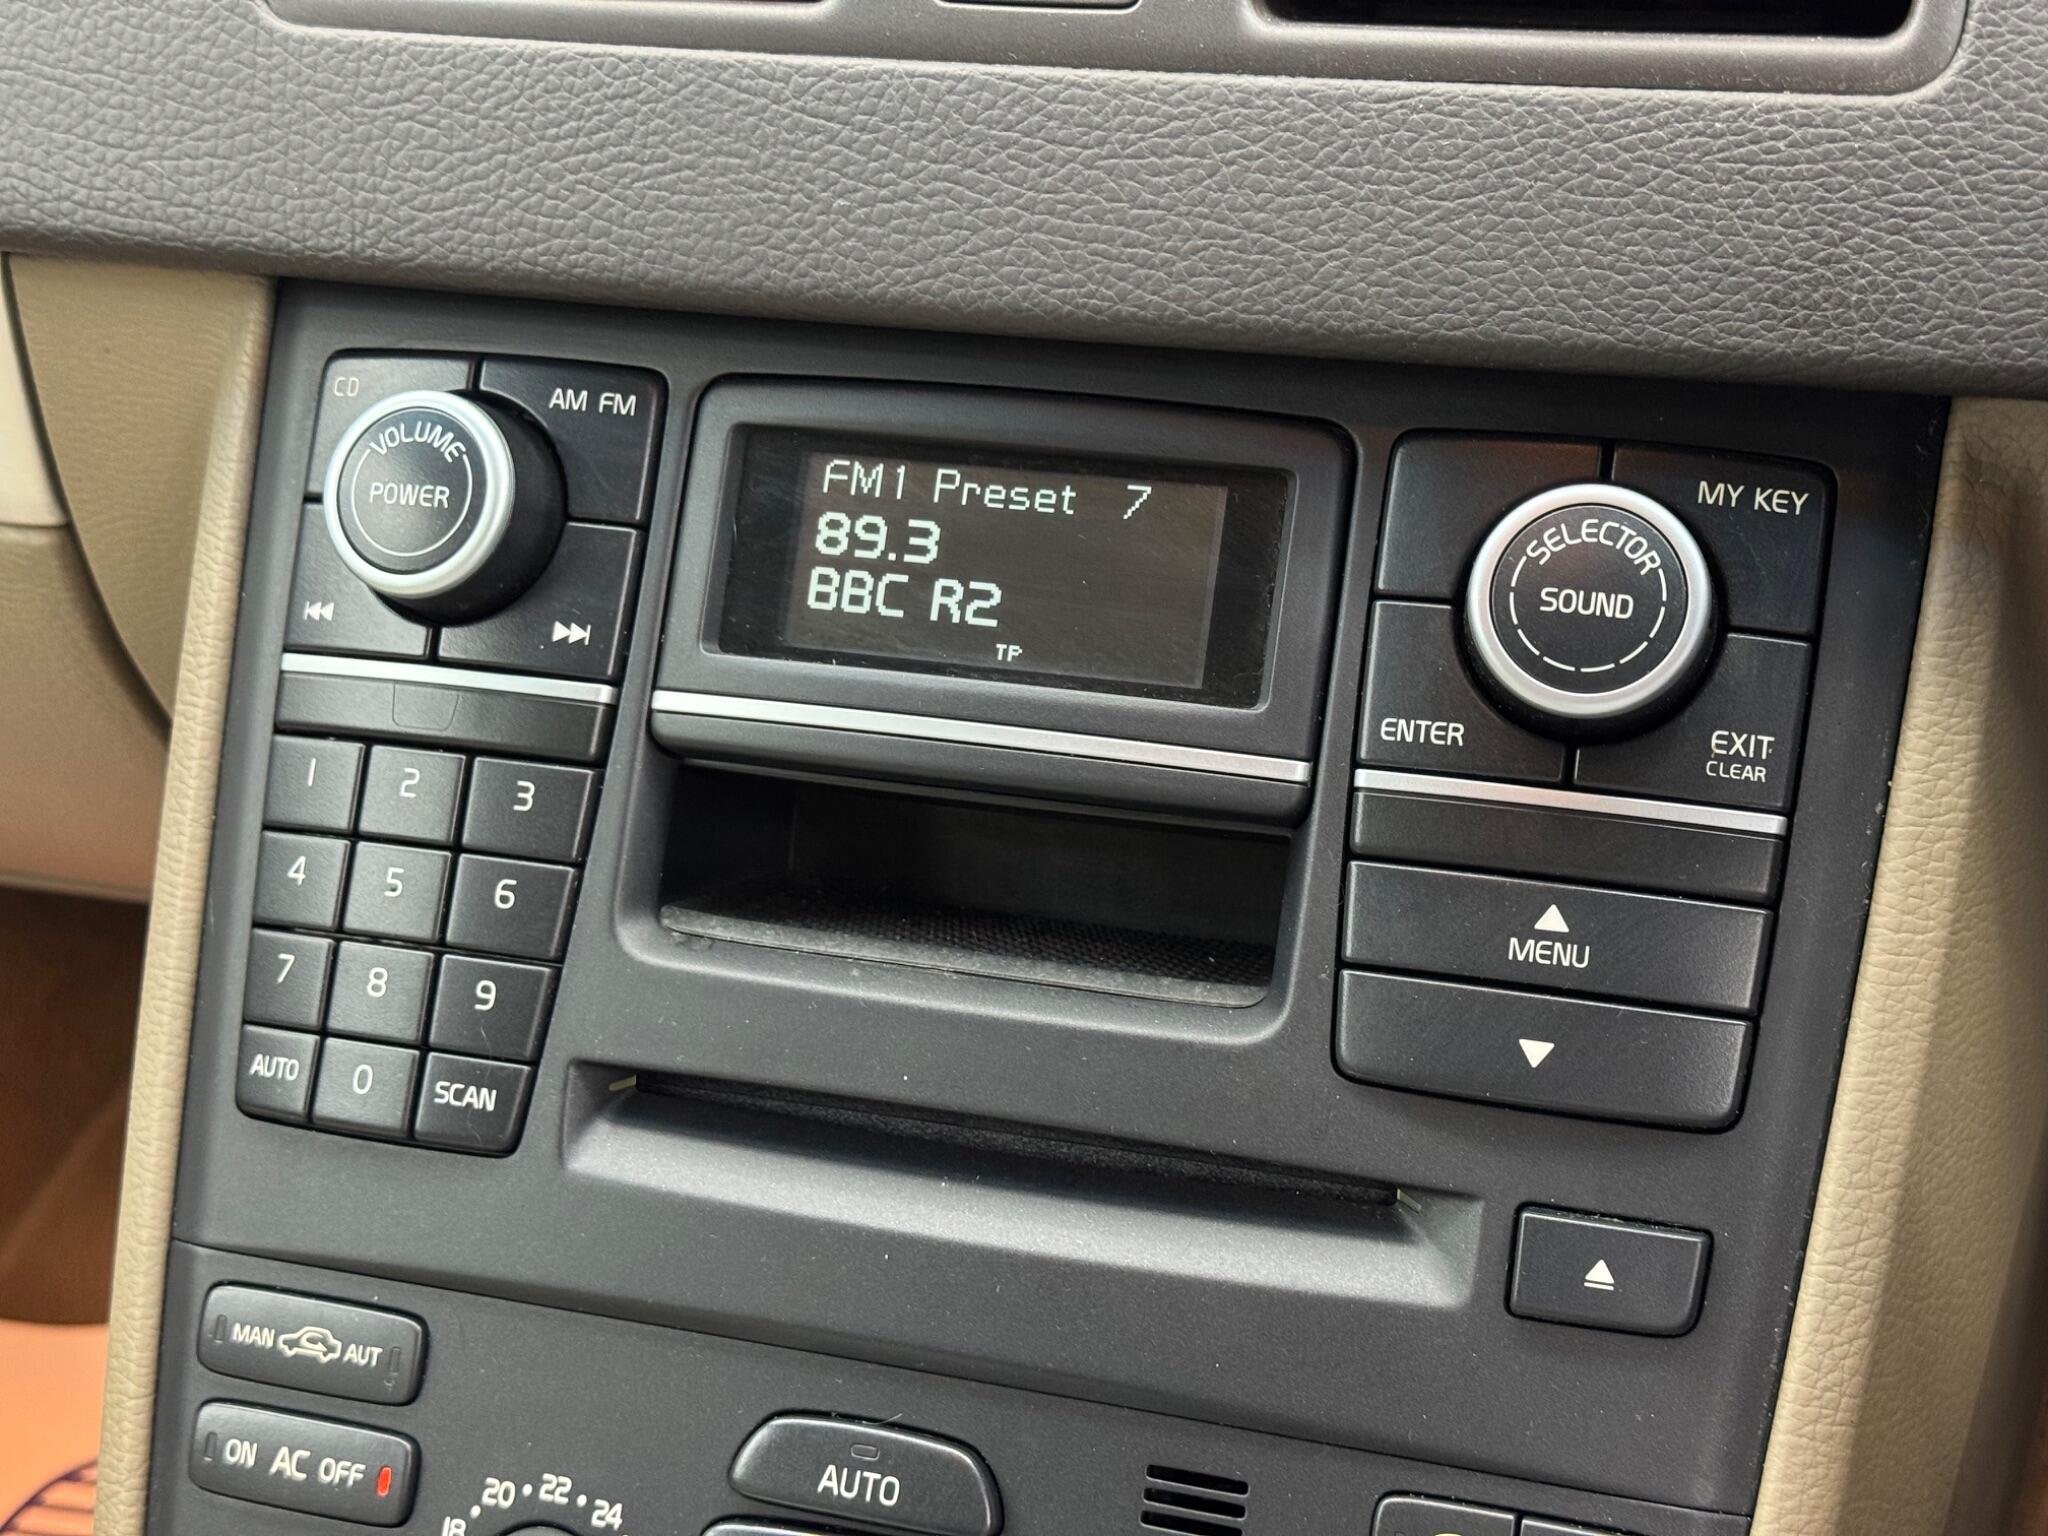 CD
AM FM
VOLUME
POWER
FM1 Preset 7
89.3
BBC R2
TP
MY KEY
SELECTOR
SOUND
ENTER
EXIT
CLEAR
1 2 3
4 5 6
7 8 9
AUTO 0 SCAN
MENU
MAN AUT
ON AC OFF
AUTO
18 20 • 22 • 24